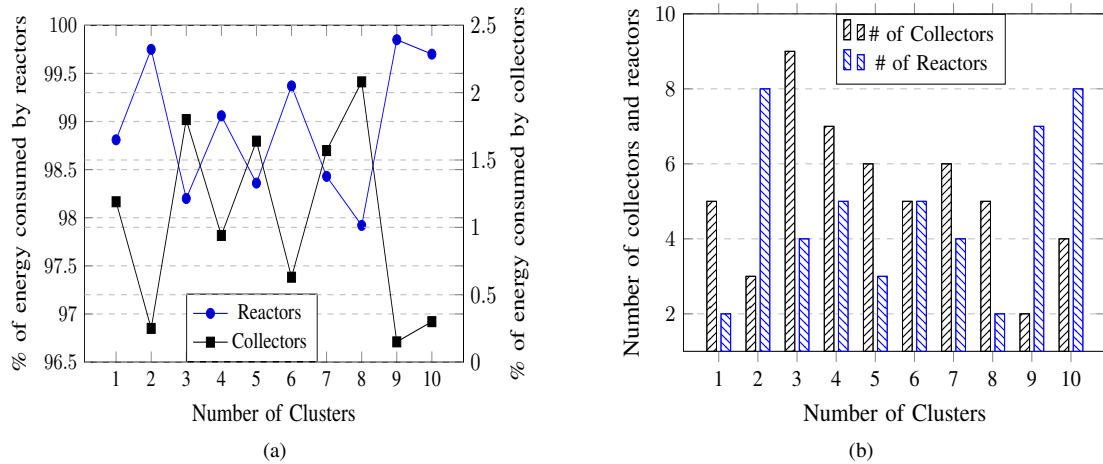 100
99.5
99
98.5
98
97.5
97
96.5
% of energy consumed by reactors
2.5
2
1.5
1
0.5
0
% of energy consumed by collectors
Reactors
Collectors
1 2 3 4 5 6 7 8 9 10
Number of Clusters
(a)
10
8
6
4
2
Number of collectors and reactors
# of Collectors
# of Reactors
1 2 3 4 5 6 7 8 9 10
Number of Clusters
(b)